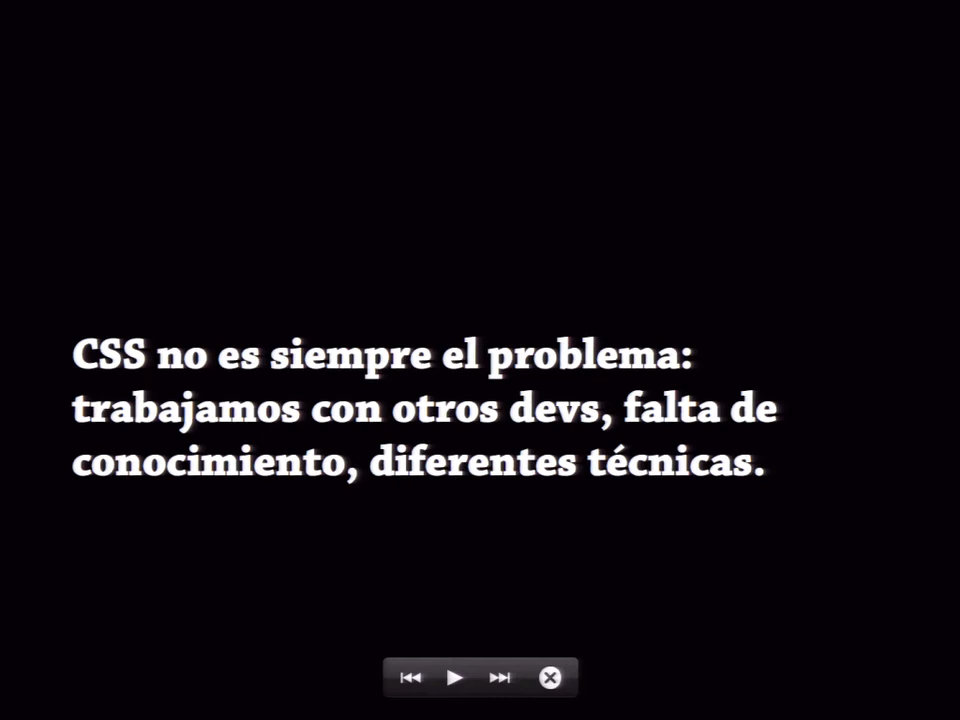 CSS no es siempre el problema:
trabajamos con otros devs, falta de
conocimiento, diferentes técnicas.